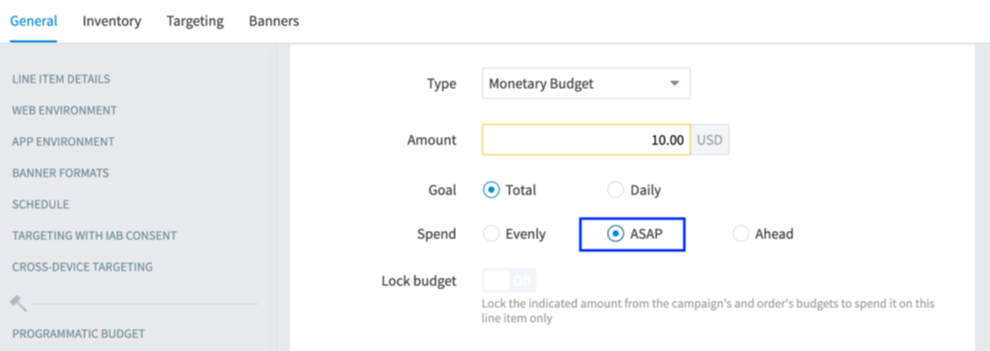 General Inventory Targeting Banners
LINE ITEM DETAILS
WEB ENVIRONMENT
APP ENVIRONMENT
BANNER FORMATS
SCHEDULE
TARGETING WITH IAB CONSENT
CROSS-DEVICE TARGETING
PROGRAMMATIC BUDGET
Type Monetary Budget
Amount 10.00 USD
Goal Total Daily
Spend Evenly ASAP Ahead
Lock budget Off
Lock the indicated amount from the campaign's and order's budgets to spend it on this
line item only